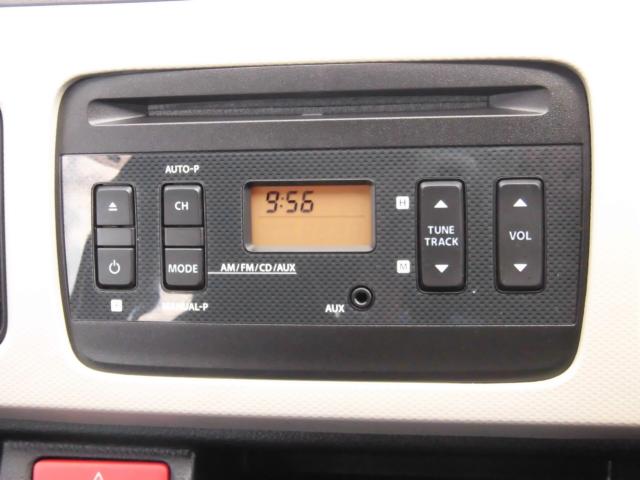 AUTO-P
CH
9:56
H
TUNE
TRACK
VOL
MODE
AM/FM/CD/AUX
M
MANUAL-P
AUX